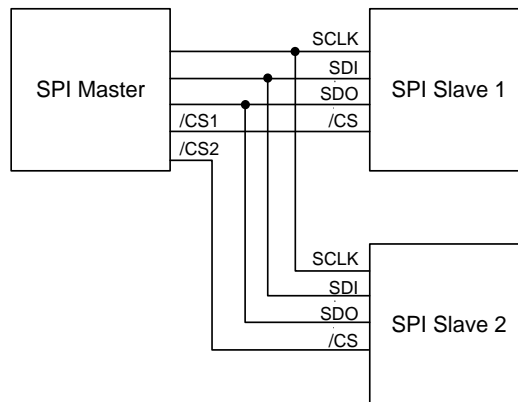 SPI Master
/CS1
/CS2
SCLK
SDI
SDO
/CS
SPI Slave 1
SCLK
SDI
SDO
/CS
SPI Slave 2